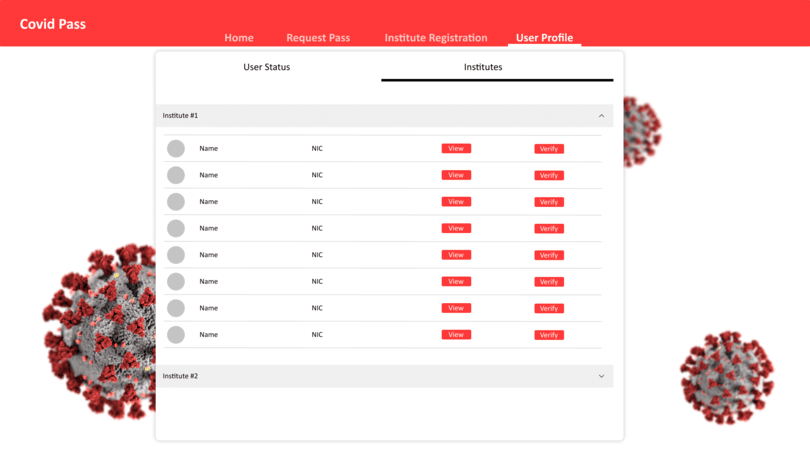 Covid Pass
Home Request Pass Institute Registration User Profile
User Status Institutes
Institute #1
Name NIC View Verify
Name NIC View Verify
Name NIC View Verify
Name NIC View Verify
Name NIC View Verify
Name NIC View Verify
Name NIC View Verify
Name NIC View Verify
Institute #2